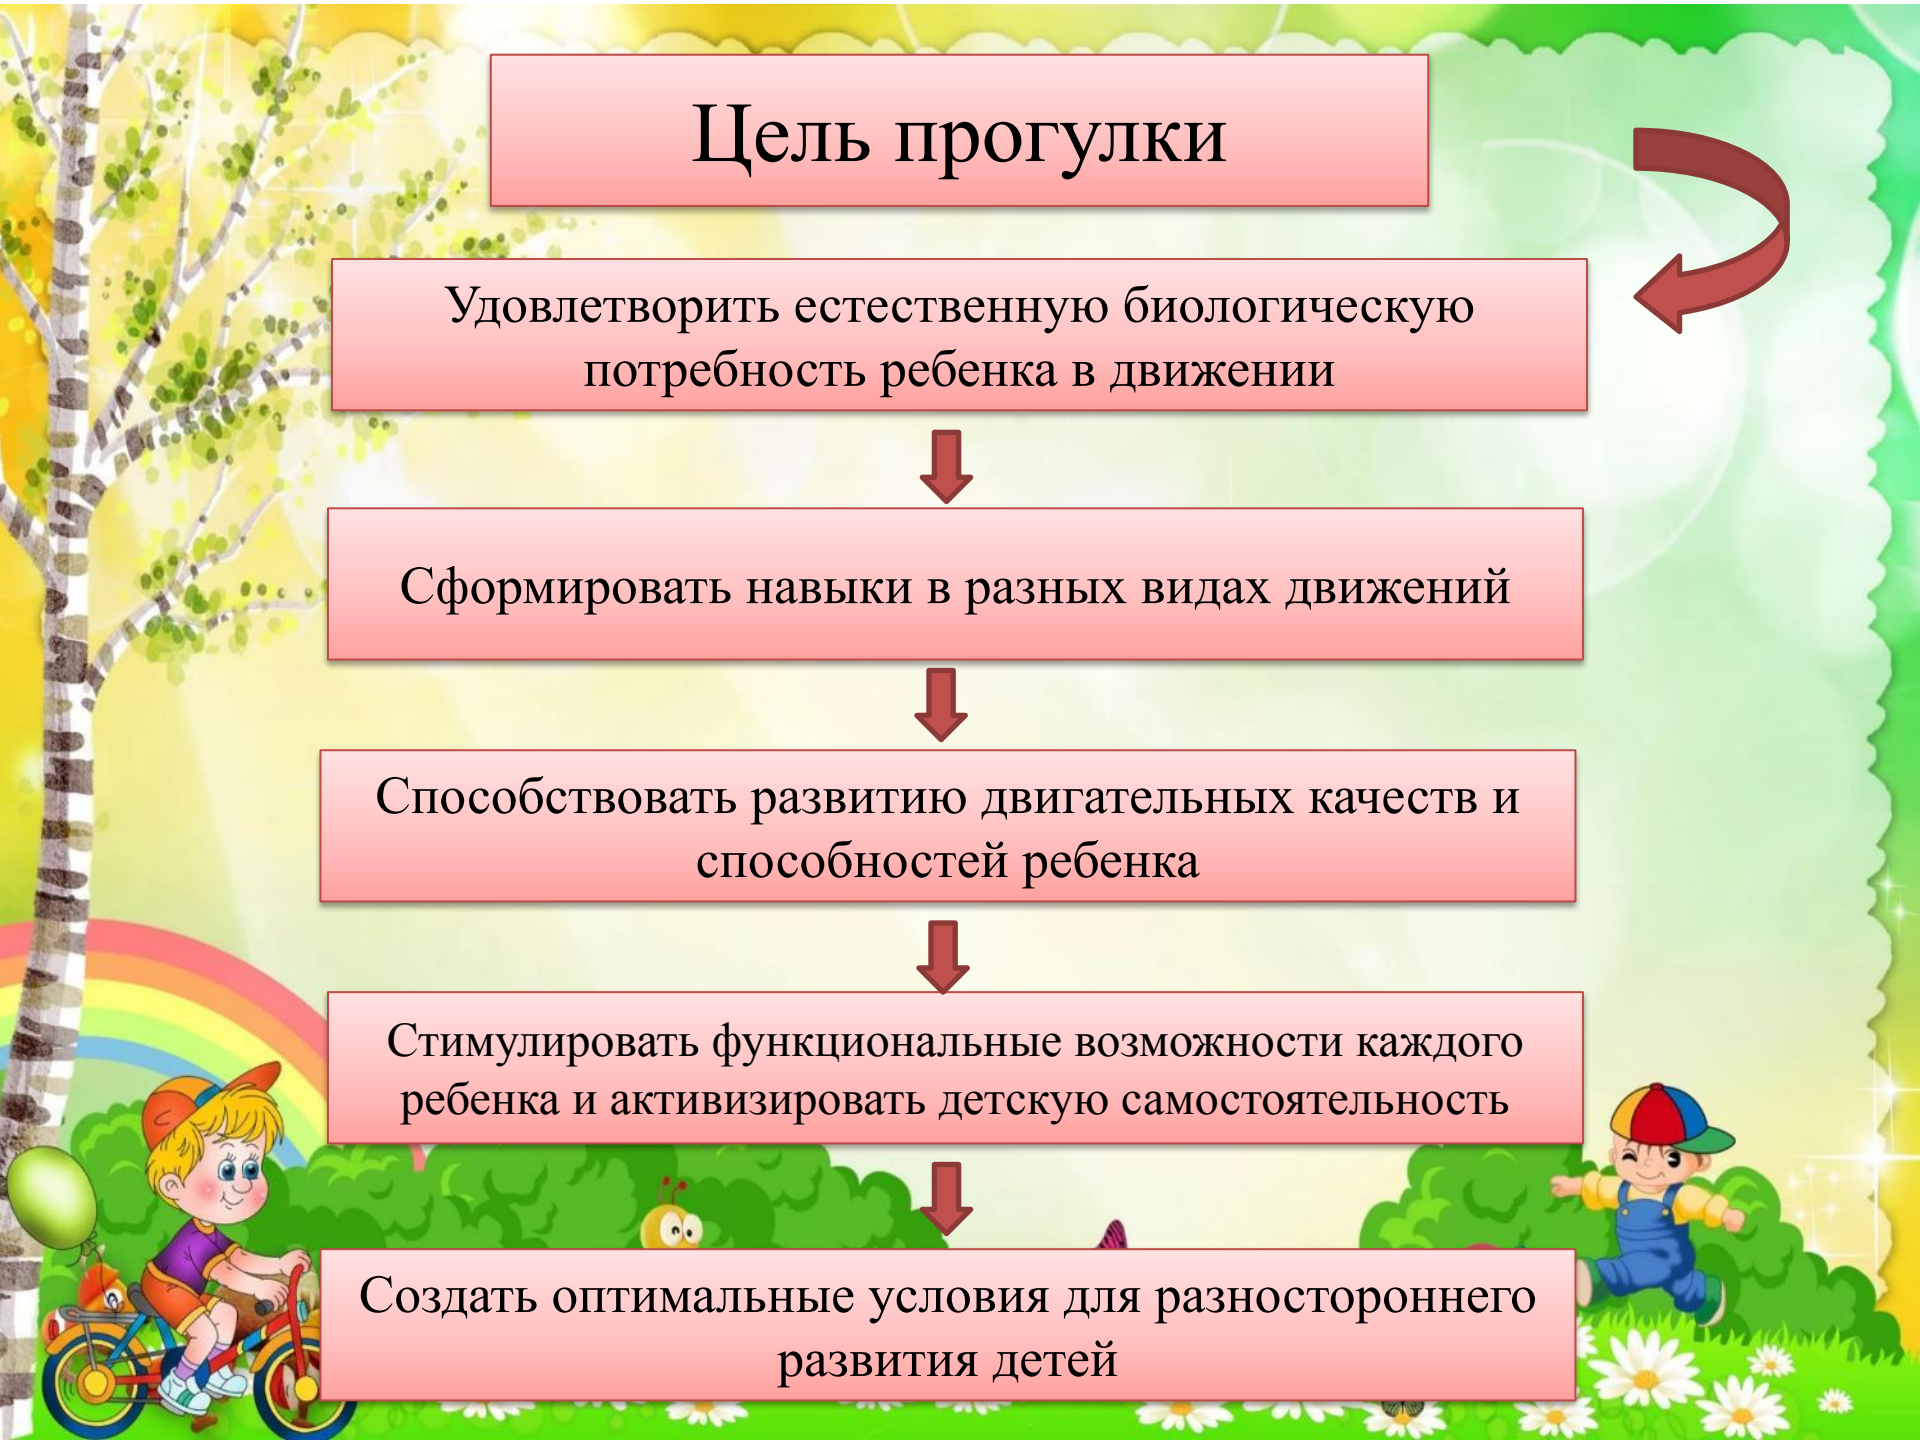 Цель прогулки
Удовлетворить естественную биологическую
потребность ребенка в движении
Сформировать навыки в разных видах движений
Способствовать развитию двигательных качеств и
способностей ребенка
Стимулировать функциональные возможности каждого
ребенка и активизировать детскую самостоятельность
Создать оптимальные условия для разностороннего
развития детей